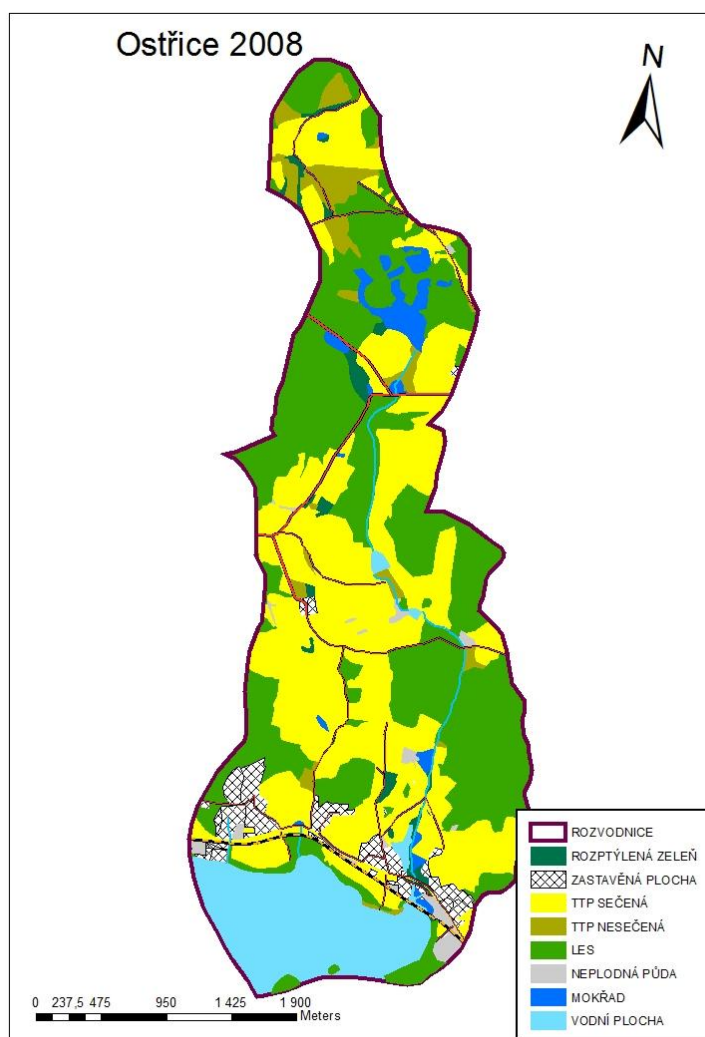 Ostřice 2008
N
ROZVODNICE
ROZPTÝLENÁ ZELEŇ
ZASTAVĚNÁ PLOCHA
TTP SEČENÁ
TTP NESEČENÁ
LES
NEPLODNÁ PŮDA
MOKŘAD
VODNÍ PLOCHA
0 237,5 475 950 1 425 1 900
Meters